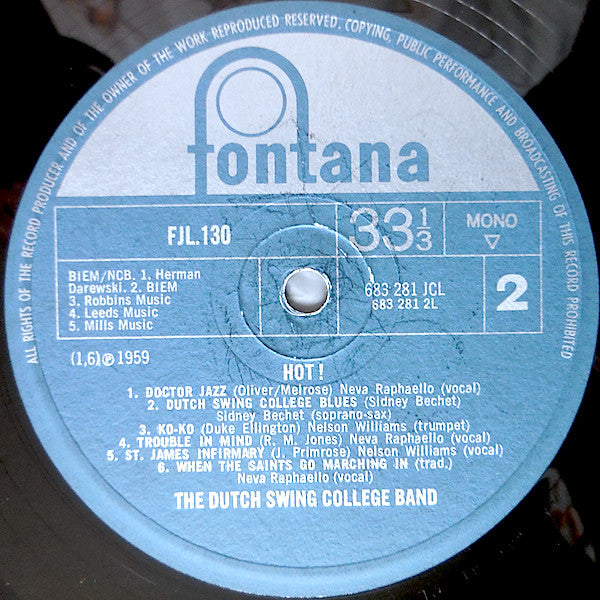 ALL RIGHTS OF THE RECORD PRODUCER AND OF THE OWNER OF THE WORK REPRODUCED RESERVED. COPYING, PUBLIC PERFORMANCE AND BROADCASTING OF THIS RECORD PROHIBITED
fontana
FJL.130
33⅓
MONO
▽
BIEM/NCB. 1. Herman
Darewski. 2. BIEM
3. Robbins Music
4. Leeds Music
5. Mills Music
683 281 JCL
683 281 2L
2
(1,6)℗1959
HOT!
1. DOCTOR JAZZ (Oliver/Melrose) Neva Raphaello (vocal)
2. DUTCH SWING COLLEGE BLUES (Sidney Bechet)
Sidney Bechet (soprano-sax)
3. KO-KO (Duke Ellington) Nelson Williams (trumpet)
4. TROUBLE IN MIND (R. M. Jones) Neva Raphaello (vocal)
5. ST. JAMES INFIRMARY (J. Primrose) Nelson Williams (vocal)
6. WHEN THE SAINTS GO MARCHING IN (trad.)
Neva Raphaello (vocal)
THE DUTCH SWING COLLEGE BAND